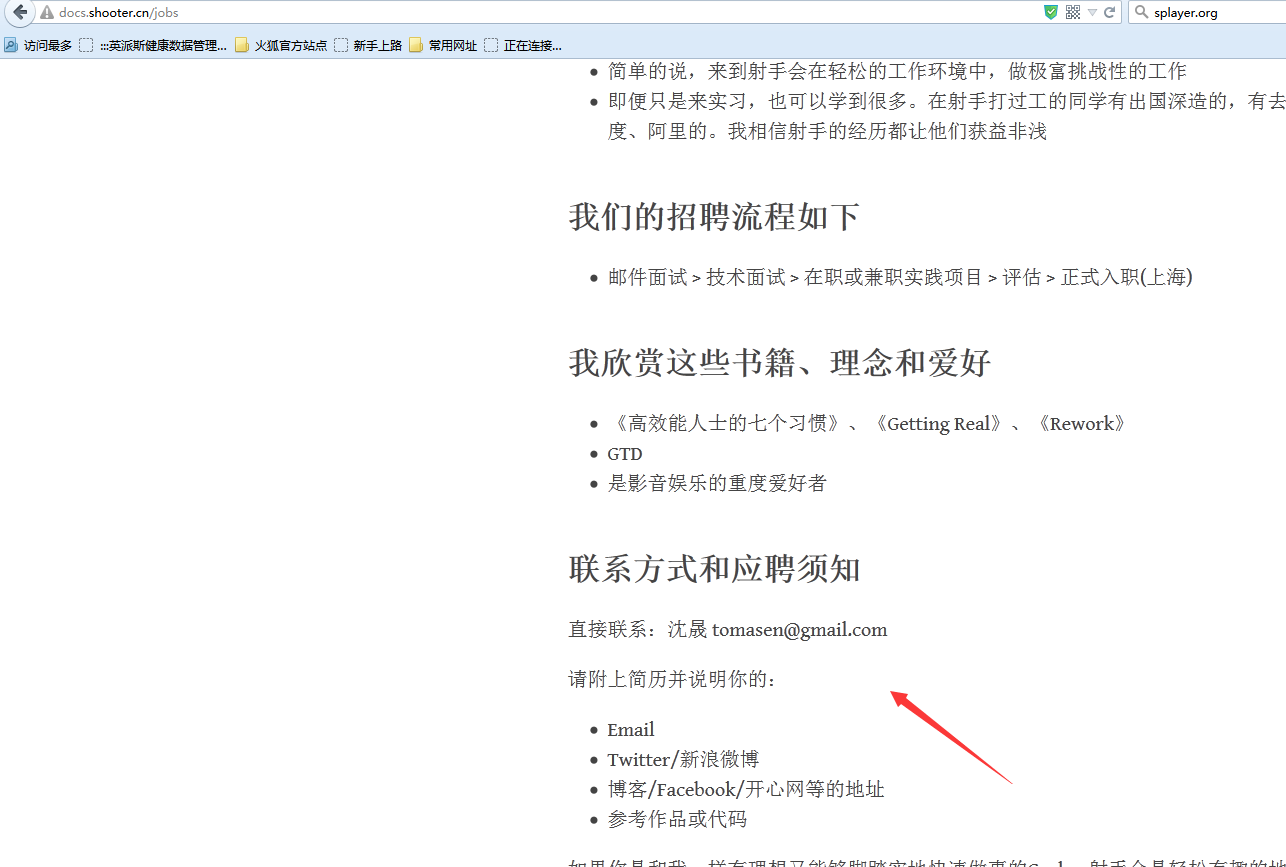 docs.shooter.cn/jobs
splayer.org
访问最多 :::英派斯健康数据管理... 火狐官方站点 新手上路 常用网址 正在连接...
简单的说，来到射手会在轻松的工作环境中，做极富挑战性的工作
即便只是来实习，也可以学到很多。在射手打过工的同学有出国深造的，有去
度、阿里的。我相信射手的经历都让他们获益非浅
我们的招聘流程如下
邮件面试 > 技术面试 > 在职或兼职实践项目 > 评估 > 正式入职(上海)
我欣赏这些书籍、理念和爱好
《高效能人士的七个习惯》、《Getting Real》、《Rework》
GTD
是影音娱乐的重度爱好者
联系方式和应聘须知
直接联系：沈晟 tomasen@gmail.com
请附上简历并说明你的：
Email
Twitter/新浪微博
博客/Facebook/开心网等的地址
参考作品或代码